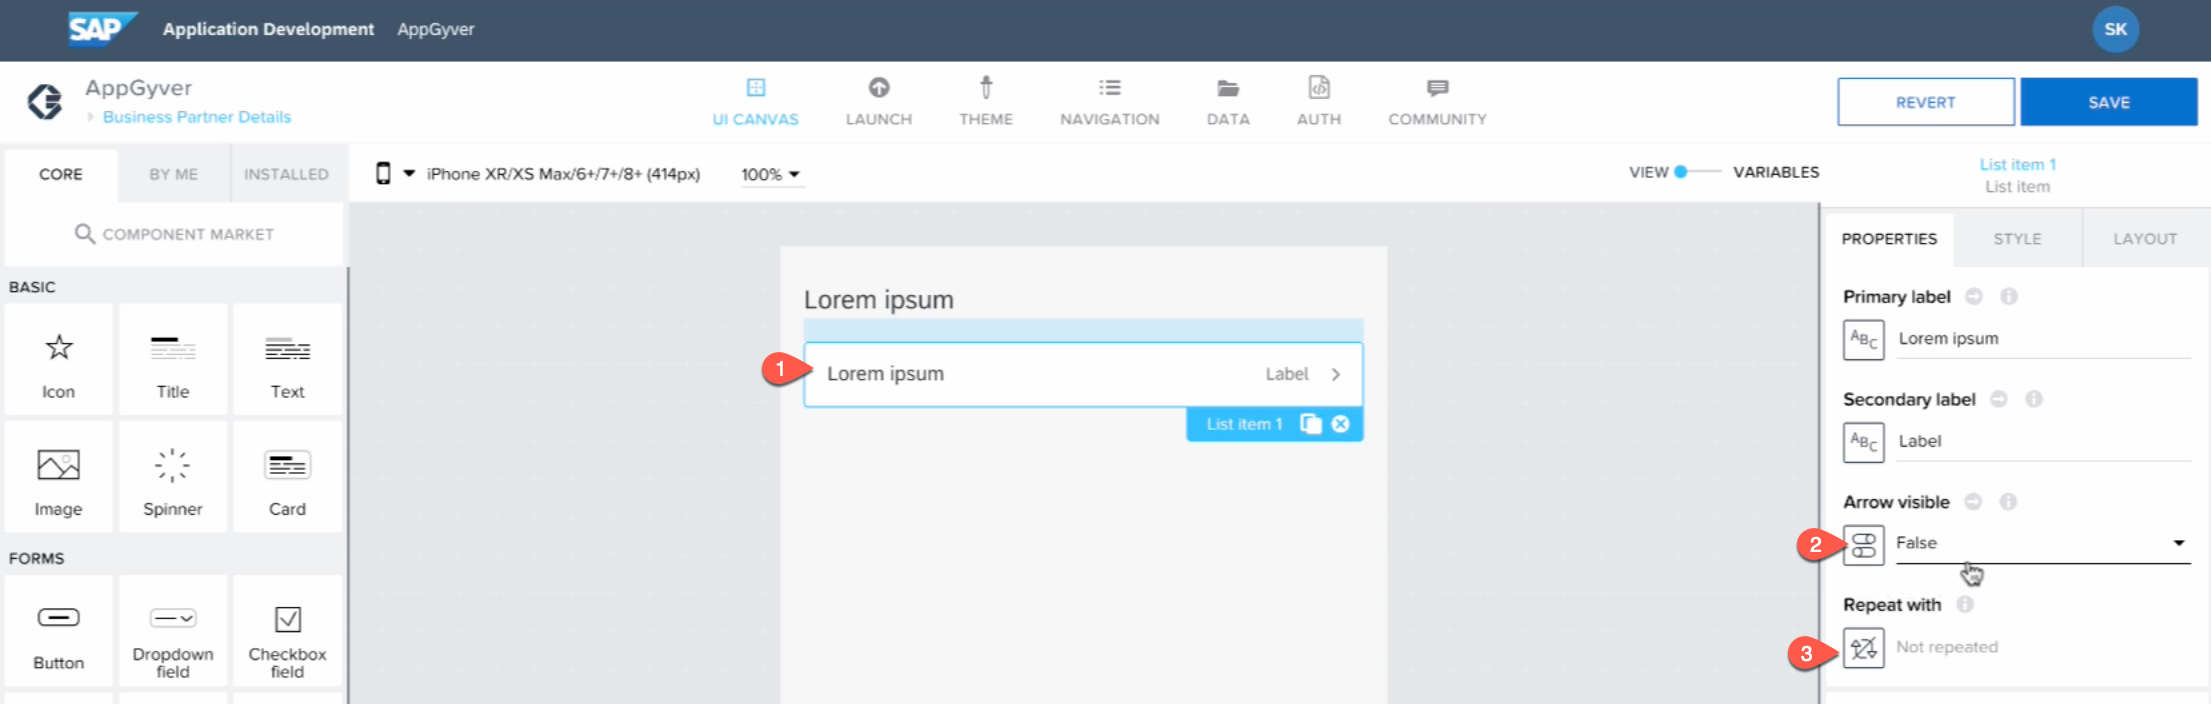 SAP Application Development AppGyver SK
AppGyver
Business Partner Details
UI CANVAS LAUNCH THEME NAVIGATION DATA AUTH COMMUNITY
REVERT SAVE
CORE BY ME INSTALLED
iPhone XR/XS Max/6+/7+/8+ (414px) 100%
VIEW VARIABLES
List item 1
List item
COMPONENT MARKET
PROPERTIES STYLE LAYOUT
BASIC
Icon Title Text
Image Spinner Card
FORMS
Button Dropdown field Checkbox field
Lorem ipsum
1 Lorem ipsum Label
List item 1
Primary label
ABC Lorem ipsum
Secondary label
ABC Label
Arrow visible
2 False
Repeat with
3 Not repeated